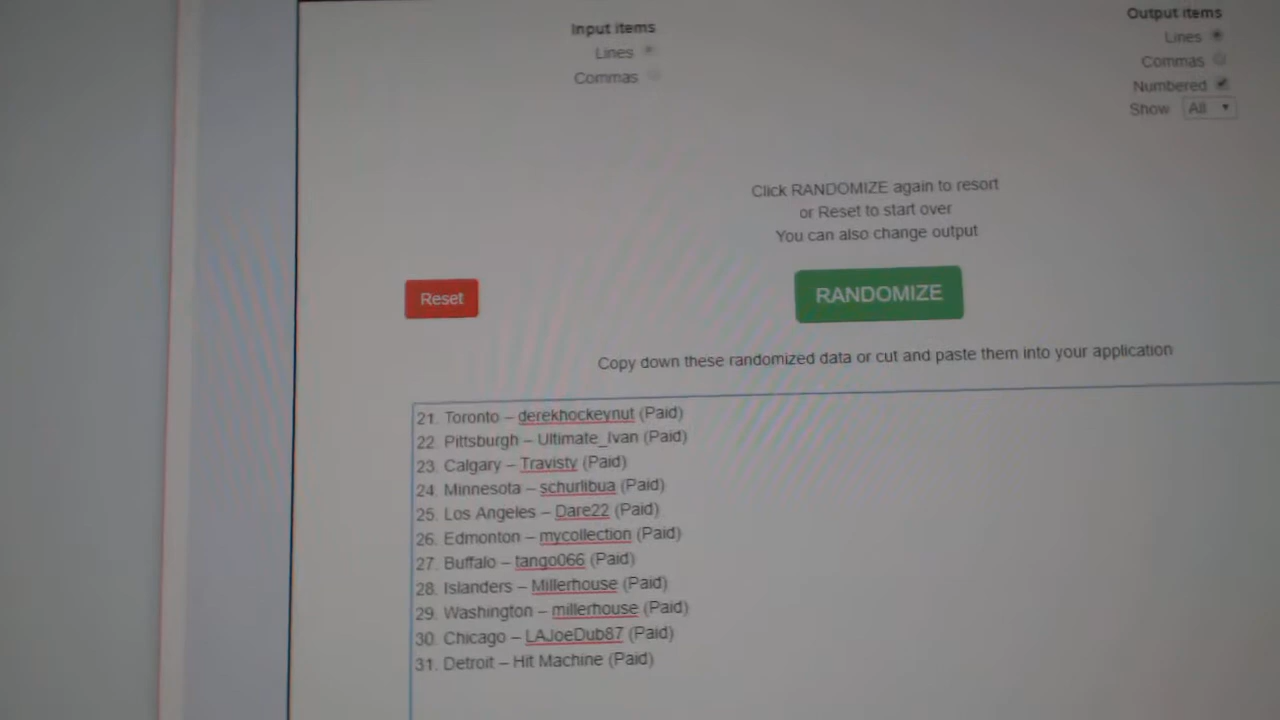 Input items
Lines
Commas
Output items
Lines
Commas
Numbered
Show All
Click RANDOMIZE again to resort
or Reset to start over
You can also change output
Reset
RANDOMIZE
Copy down these randomized data or cut and paste them into your application
21. Toronto – derekhockeynut (Paid)
22. Pittsburgh – Ultimate_Ivan (Paid)
23. Calgary – Travisty (Paid)
24. Minnesota – schurlibua (Paid)
25. Los Angeles – Dare22 (Paid)
26. Edmonton – mycollection (Paid)
27. Buffalo – tango066 (Paid)
28. Islanders – Millerhouse (Paid)
29. Washington – millerhouse (Paid)
30. Chicago – LAJoeDub87 (Paid)
31. Detroit – Hit Machine (Paid)